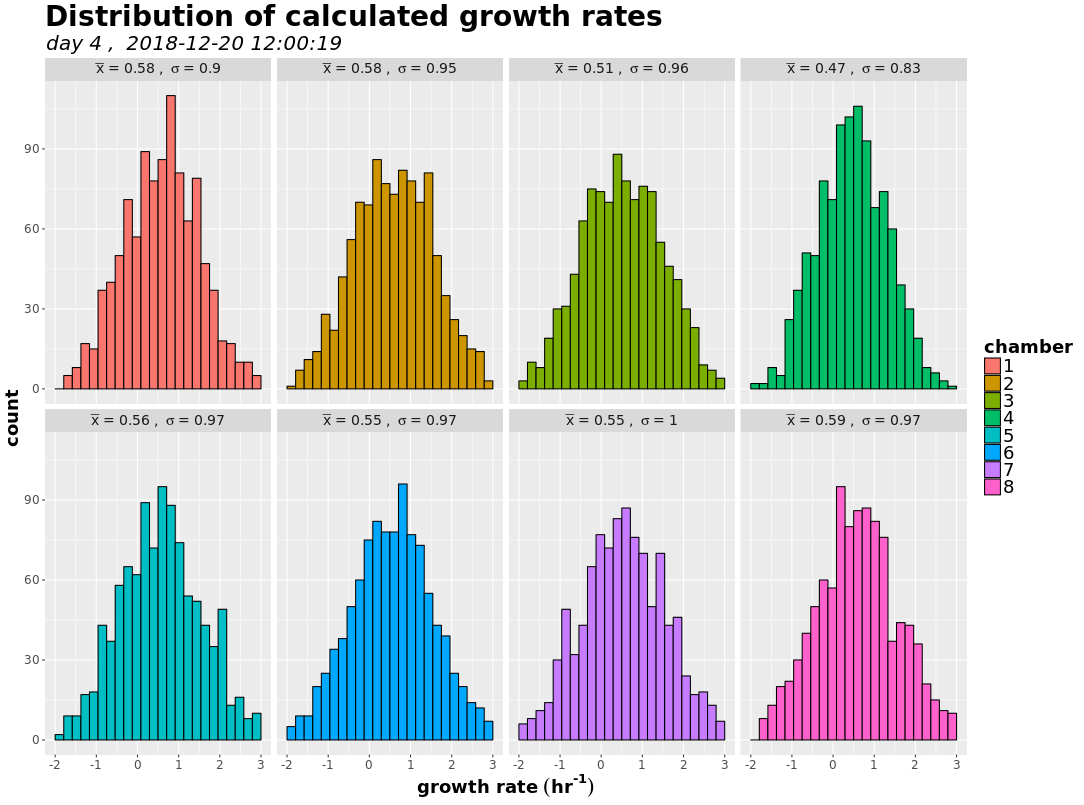 Distribution of calculated growth rates
day 4 ,  2018-12-20 12:00:19
x̅ = 0.58 ,  σ = 0.9
x̅ = 0.58 ,  σ = 0.95
x̅ = 0.51 ,  σ = 0.96
x̅ = 0.47 ,  σ = 0.83
90
60
30
0
count
x̅ = 0.56 ,  σ = 0.97
x̅ = 0.55 ,  σ = 0.97
x̅ = 0.55 ,  σ = 1
x̅ = 0.59 ,  σ = 0.97
90
60
30
0
-2 -1 0 1 2 3
-2 -1 0 1 2 3
-2 -1 0 1 2 3
-2 -1 0 1 2 3
growth rate (hr⁻¹)
chamber
1
2
3
4
5
6
7
8